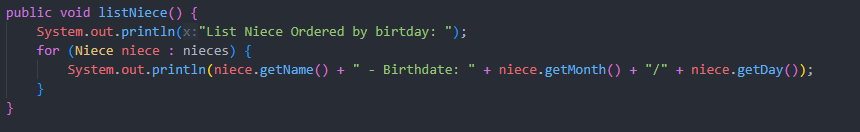 public void listNiece() {
    System.out.println(x:"List Niece Ordered by birtday: ");
    for (Niece niece : nieces) {
        System.out.println(niece.getName() + " - Birthdate: " + niece.getMonth() + "/" + niece.getDay());
    }
}